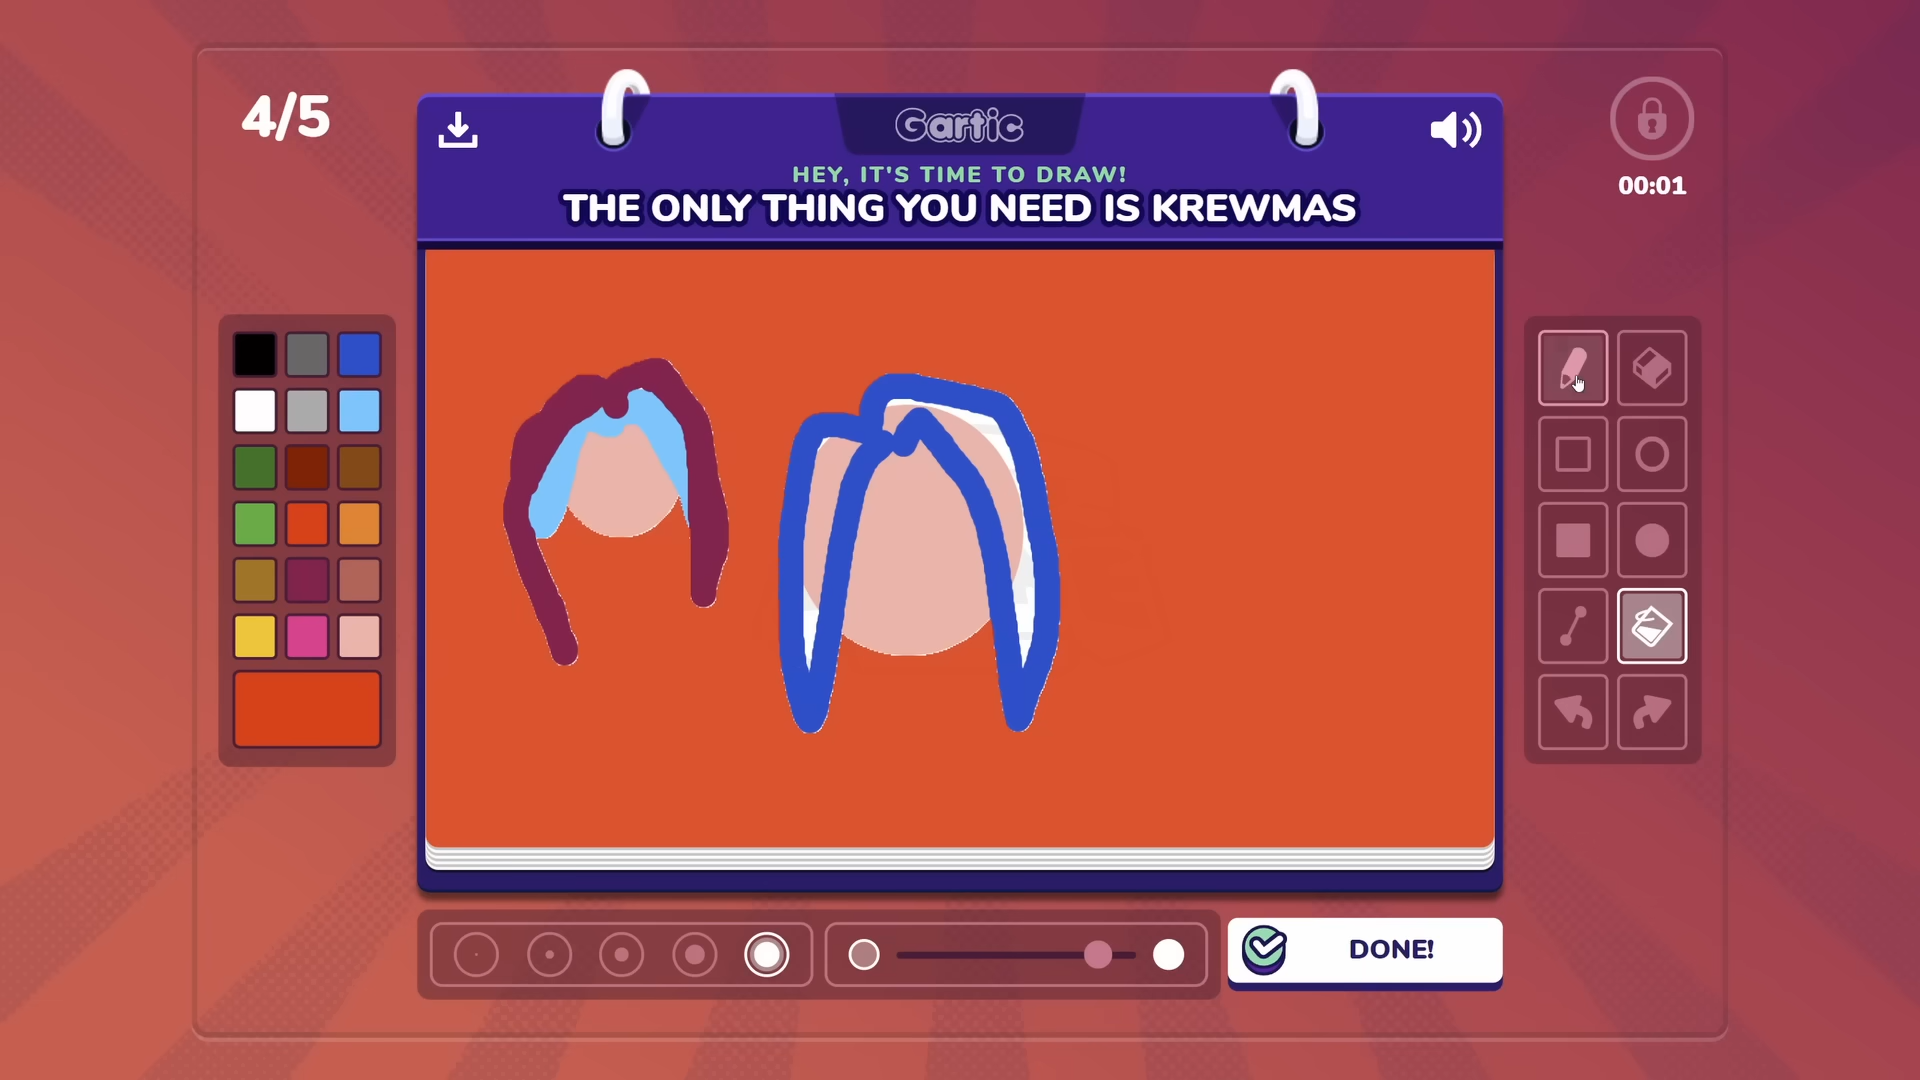 4/5
Gartic
HEY, IT'S TIME TO DRAW!
THE ONLY THING YOU NEED IS KREWMAS
00:01
DONE!